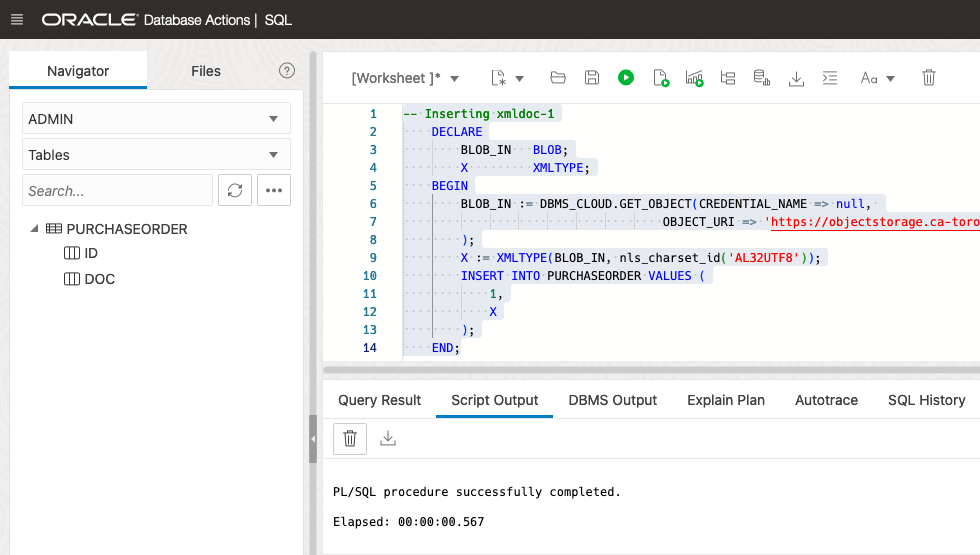 ORACLE Database Actions | SQL
Navigator
Files
?
ADMIN
Tables
Search...
PURCHASEORDER
ID
DOC
[Worksheet ]*
Aa
1 -- Inserting xmldoc-1
2 DECLARE
3 BLOB_IN BLOB;
4 X XMLTYPE;
5 BEGIN
6 BLOB_IN := DBMS_CLOUD.GET_OBJECT(CREDENTIAL_NAME => null,
7 OBJECT_URI => 'https://objectstorage.ca-toro
8 );
9 X := XMLTYPE(BLOB_IN, nls_charset_id('AL32UTF8'));
10 INSERT INTO PURCHASEORDER VALUES (
11 1,
12 X
13 );
14 END;
Query Result
Script Output
DBMS Output
Explain Plan
Autotrace
SQL History
PL/SQL procedure successfully completed.
Elapsed: 00:00:00.567